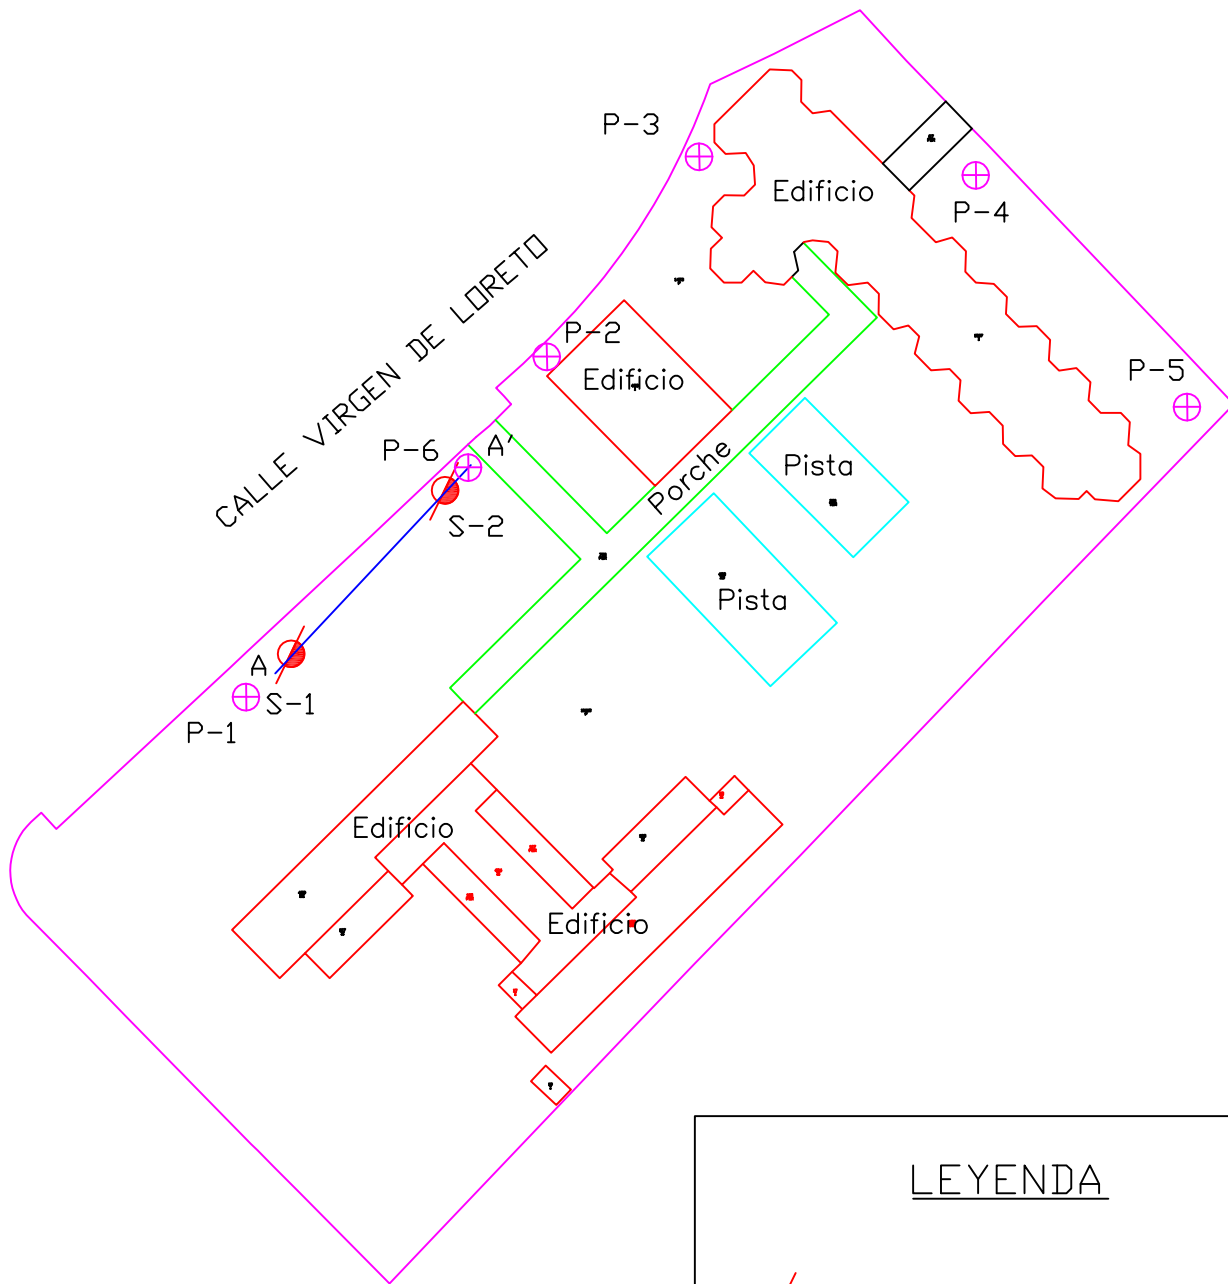 P-3
Edificio
P-4
CALLE VIRGEN DE LORETO
P-2
Edificio
P-5
P-6
A'
Porche
Pista
S-2
Pista
A
S-1
P-1
Edificio
Edificio
LEYENDA